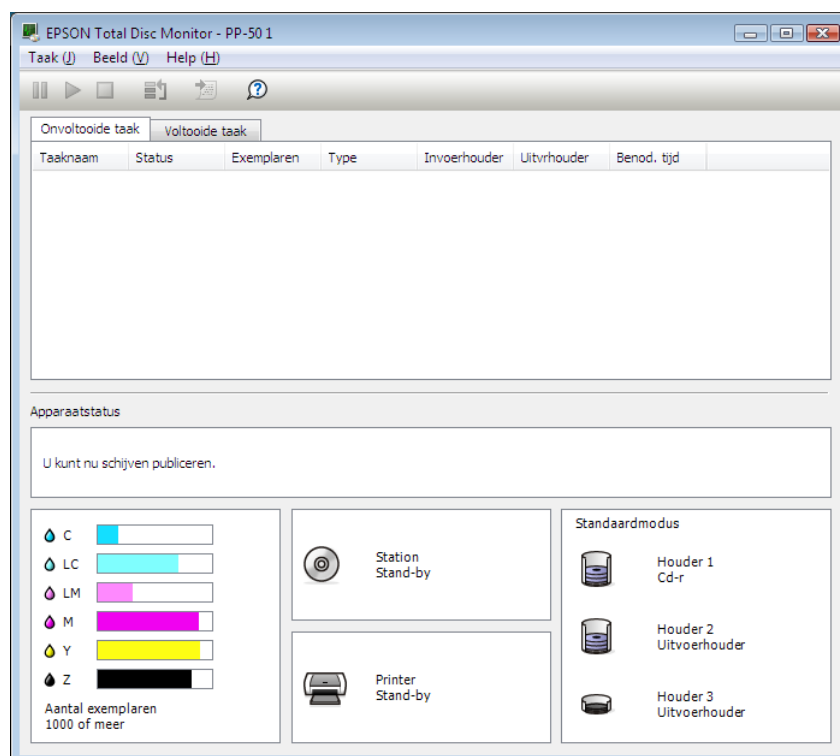 EPSON Total Disc Monitor - PP-50 1
Taak (J) Beeld (V) Help (H)
Onvoltooide taak Voltooide taak
Taaknaam Status Exemplaren Type Invoerhouder Uitvrhouder Benod. tijd
Apparaatstatus
U kunt nu schijven publiceren.
C
LC
LM
M
Y
Z
Aantal exemplaren
1000 of meer
Station
Stand-by
Printer
Stand-by
Standaardmodus
Houder 1
Cd-r
Houder 2
Uitvoerhouder
Houder 3
Uitvoerhouder